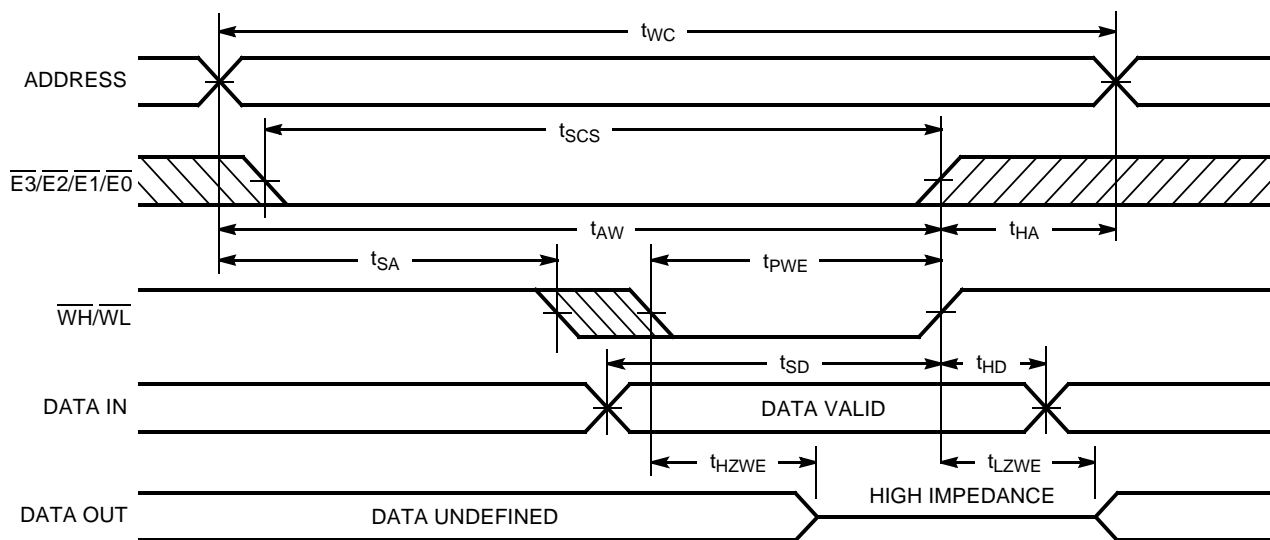 tWC
ADDRESS
tSCS
E3/E2/E1/E0
tAW
tHA
tSA
tPWE
WH/WL
tSD
tHD
DATA IN
DATA VALID
tHZWE
tLZWE
HIGH IMPEDANCE
DATA OUT
DATA UNDEFINED